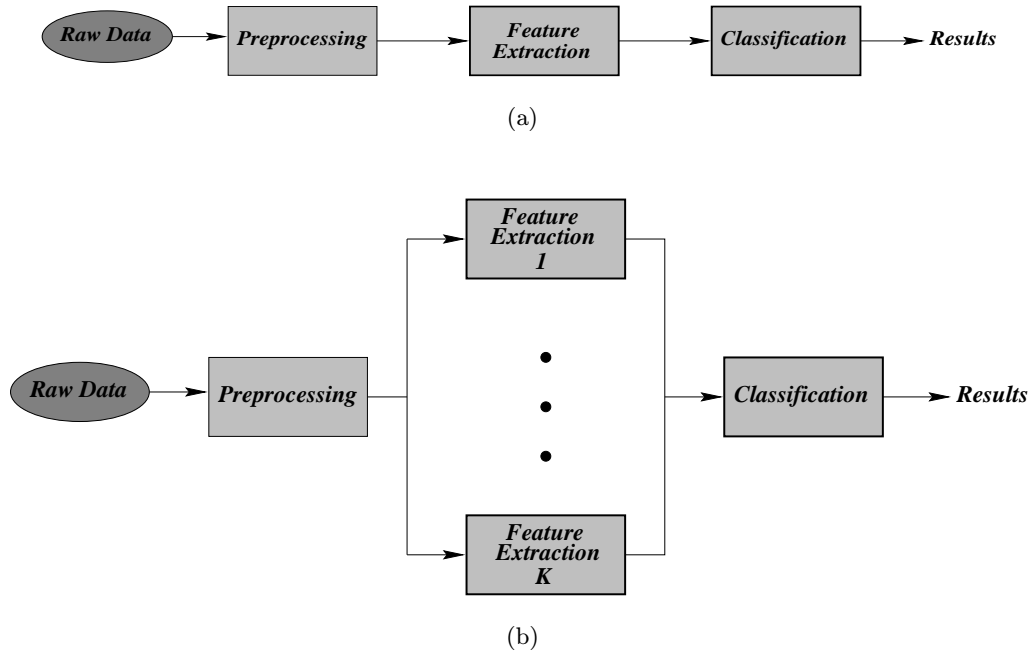 Raw Data
Preprocessing
Feature
Extraction
Classification
Results
(a)
Feature
Extraction
1
Raw Data
Preprocessing
Classification
Results
Feature
Extraction
K
(b)